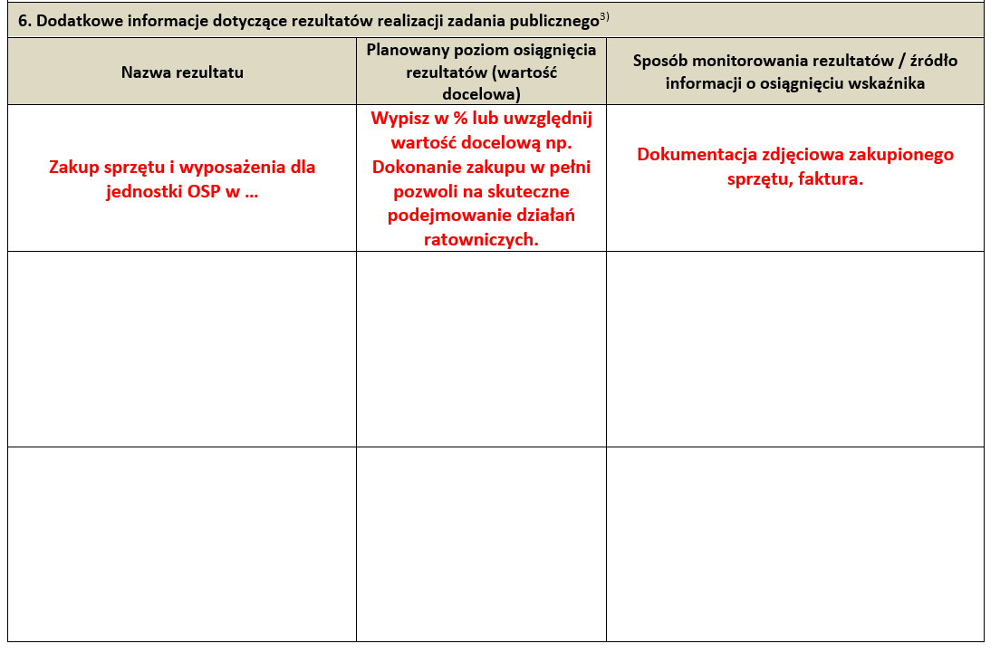 6. Dodatkowe informacje dotyczące rezultatów realizacji zadania publicznego3)
Nazwa rezultatu
Planowany poziom osiągnięcia
rezultatów (wartość
docelowa)
Sposób monitorowania rezultatów / źródło
informacji o osiągnięciu wskaźnika
Zakup sprzętu i wyposażenia dla
jednostki OSP w ...
Wypisz w % lub uwzględnij
wartość docelową np.
Dokonanie zakupu w pełni
pozwoli na skuteczne
podejmowanie działań
ratowniczych.
Dokumentacja zdjęciowa zakupionego
sprzętu, faktura.